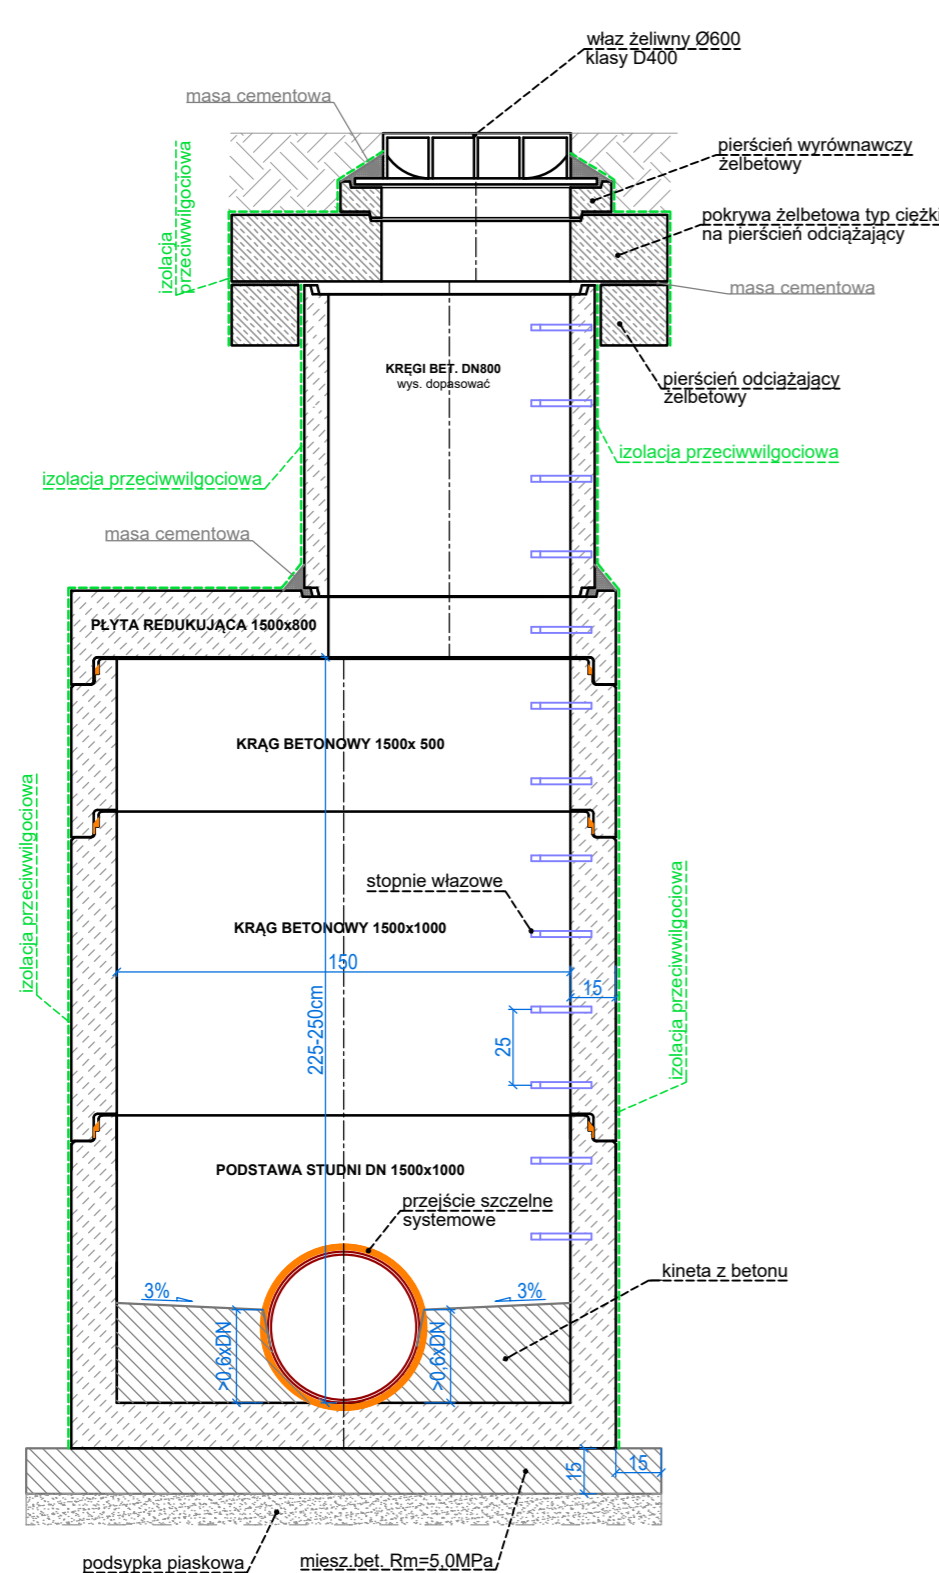 właz żeliwny Ø600
klasy D400
masa cementowa
izolacja
przeciwwilgociowa
pierścień wyrównawczy
żelbetowy
pokrywa żelbetowa typ ciężki
na pierścień odciążający
masa cementowa
KRĘGI BET. DN800
wys. dopasować
pierścień odciążający
żelbetowy
izolacja przeciwwilgociowa
izolacja przeciwwilgociowa
masa cementowa
PŁYTA REDUKUJĄCA 1500x800
KRĄG BETONOWY 1500x 500
izolacja przeciwwilgociowa
stopnie włazowe
KRĄG BETONOWY 1500x1000
izolacja przeciwwilgociowa
150
15
225-250cm
25
PODSTAWA STUDNI DN 1500x1000
przejście szczelne
systemowe
kineta z betonu
3%
3%
>0,6xDN
>0,6xDN
15
15
podsypka piaskowa
miesz.bet. Rm=5,0MPa